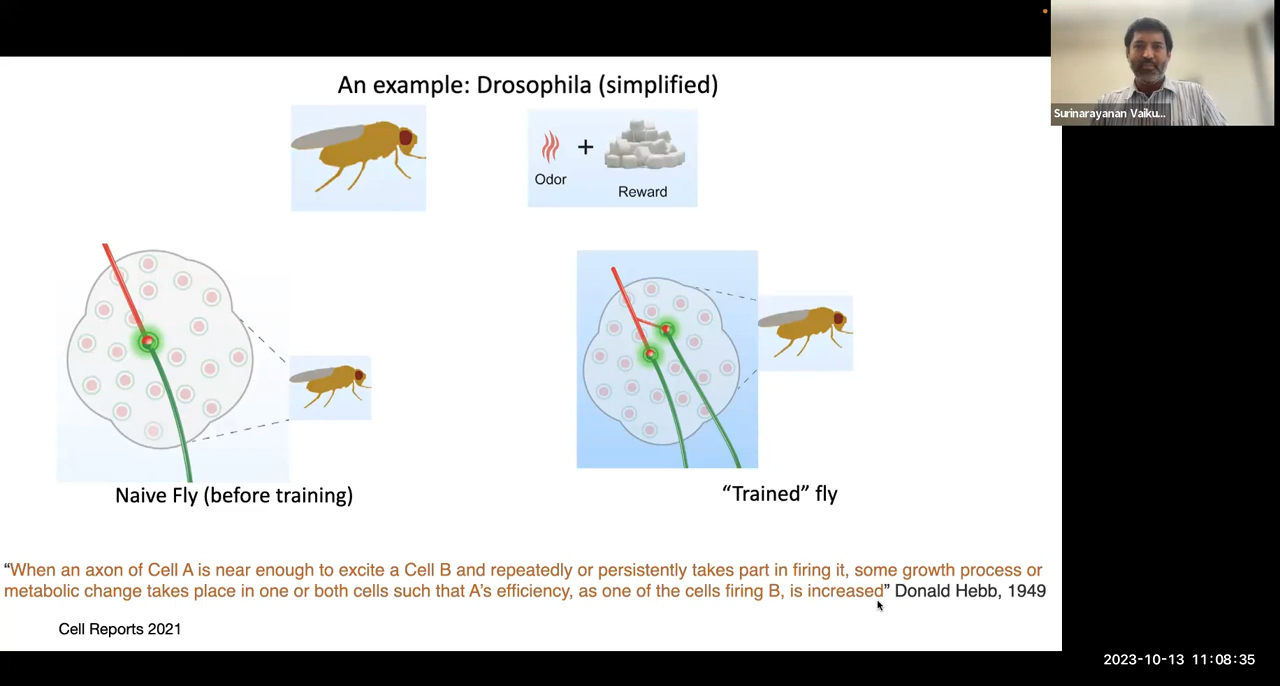 An example: Drosophila (simplified)
Odor
+
Reward
Surinarayanan Vaiku...
Naive Fly (before training)
“Trained” fly
“When an axon of Cell A is near enough to excite a Cell B and repeatedly or persistently takes part in firing it, some growth process or
metabolic change takes place in one or both cells such that A’s efficiency, as one of the cells firing B, is increased” Donald Hebb, 1949
Cell Reports 2021
2023-10-13 11:08:35